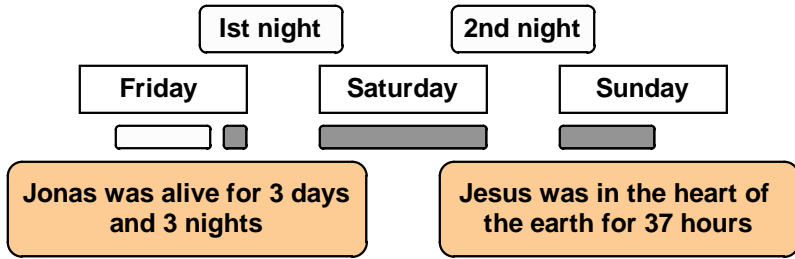 Ist night
2nd night
Friday
Saturday
Sunday
Jonas was alive for 3 days
and 3 nights
Jesus was in the heart of
the earth for 37 hours